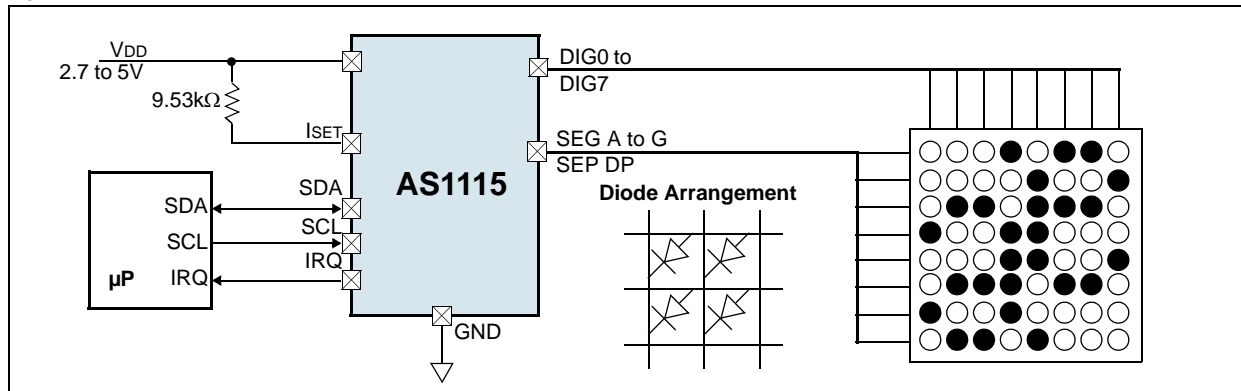 VDD
2.7 to 5V
9.53kΩ
ISET
SDA
SCL
IRQ
µP
SDA
SCL
IRQ
AS1115
GND
DIG0 to
DIG7
SEG A to G
SEP DP
Diode Arrangement